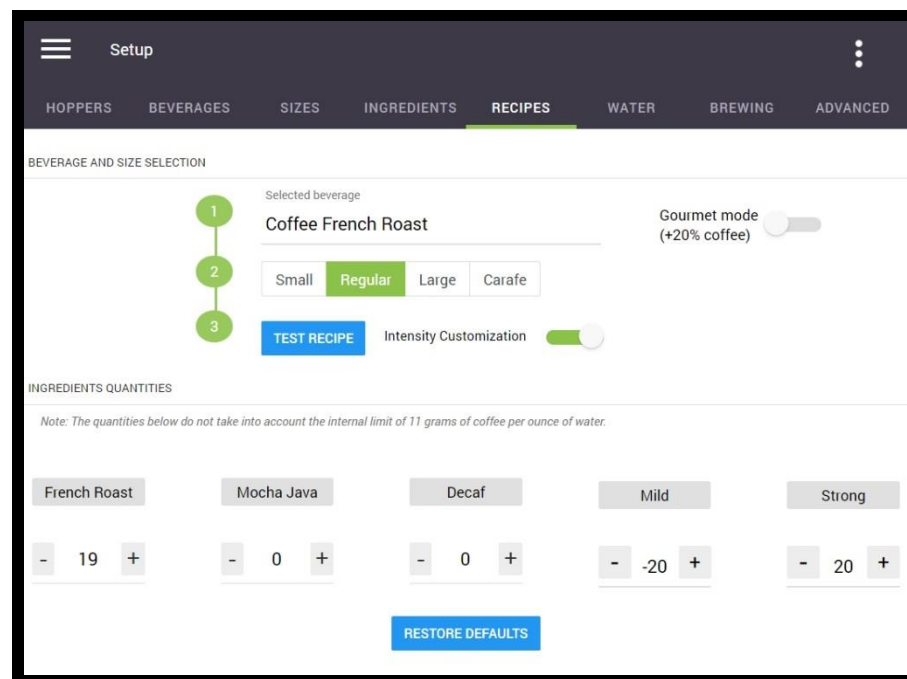 Setup
HOPPERS BEVERAGES SIZES INGREDIENTS RECIPES WATER BREWING ADVANCED
BEVERAGE AND SIZE SELECTION
1
Selected beverage
Coffee French Roast
Gourmet mode
(+20% coffee)
2
Small Regular Large Carafe
3
TEST RECIPE Intensity Customization
INGREDIENTS QUANTITIES
Note: The quantities below do not take into account the internal limit of 11 grams of coffee per ounce of water.
French Roast Mocha Java Decaf Mild Strong
- 19 + - 0 + - 0 + - -20 + - 20 +
RESTORE DEFAULTS